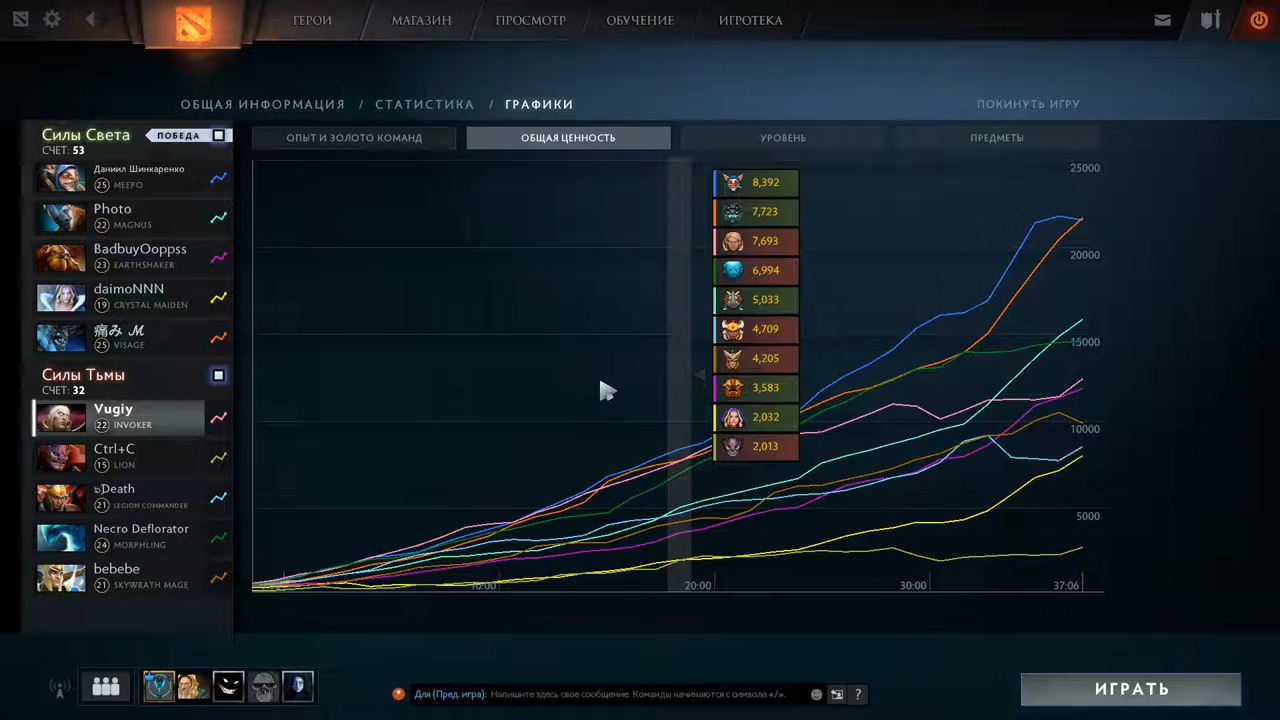 ГЕРОИ МАГАЗИН ПРОСМОТР ОБУЧЕНИЕ ИГРОТЕКА
ОБЩАЯ ИНФОРМАЦИЯ / СТАТИСТИКА / ГРАФИКИ
ПОКИНУТЬ ИГРУ
Силы Света ПОБЕДА
СЧЕТ: 53
Даниил Шинкаренко
25 MEEPO
Photo
22 MAGNUS
BadbuyOoppss
23 EARTHSHAKER
daimoNNN
19 CRYSTAL MAIDEN
痛み ℳ
25 VISAGE
Силы Тьмы
СЧЕТ: 32
Vugiy
22 INVOKER
Ctrl+C
15 LION
ъDeath
21 LEGION COMMANDER
Necro Deflorator
24 MORPHLING
bebebe
21 SKYWRATH MAGE
ОПЫТ И ЗОЛОТО КОМАНД ОБЩАЯ ЦЕННОСТЬ УРОВЕНЬ ПРЕДМЕТЫ
8,392
7,723
7,693
6,994
5,033
4,709
4,205
3,583
2,032
2,013
25000
20000
15000
10000
5000
10:00 20:00 30:00 37:06
Для (Пред. игра): Напишите здесь свое сообщение. Команды начинаются с символа «/».
?
ИГРАТЬ